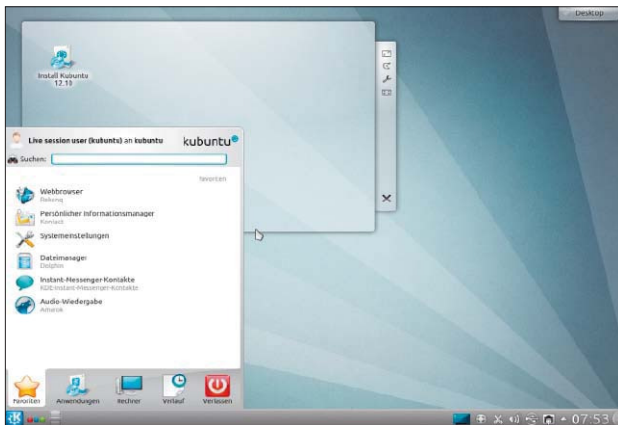 Desktop
Install Kubuntu
12.10
Live session user (kubuntu) an kubuntu
kubuntu
Suchen:
Favoriten
Webbrowser
Rekonq
Persönlicher Informationsmanager
Kontact
Systemeinstellungen
Dateimanager
Dolphin
Instant-Messenger-Kontakte
KDE-Instant-Messenger-Kontakte
Audio-Wiedergabe
Amarok
Favoriten Anwendungen Rechner Verlauf Verlassen
07:53